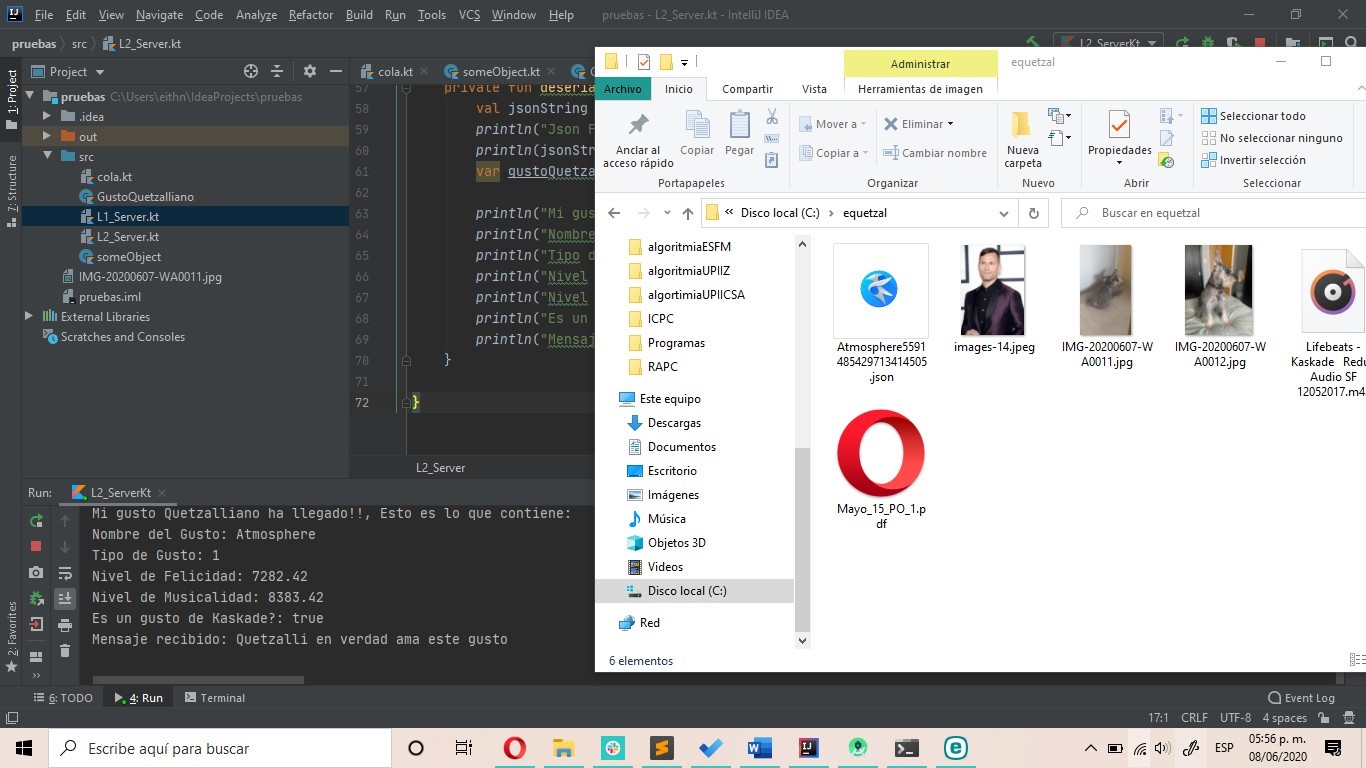 File Edit View Navigate Code Analyze Refactor Build Run Tools VCS Window Help pruebas - L2_Server.kt - IntelliJ IDEA
pruebas src L2_Server.kt
L2_ServerKt
1: Project
7: Structure
2: Favorites
Project
pruebas C:\Users\eithn\IdeaProjects\pruebas
.idea
out
src
cola.kt
GustoQuetzalliano
L1_Server.kt
L2_Server.kt
someObject
IMG-20200607-WA0011.jpg
pruebas.iml
External Libraries
Scratches and Consoles
cola.kt someObject.kt
57 private fun deseria
58 val jsonString
59 println("Json F
60 println(jsonStr
61 var gustoQuetza
62
63 println("Mi gus
64 println("Nombre
65 println("Tipo d
66 println("Nivel
67 println("Nivel
68 println("Es un
69 println("Mensaj
70 }
71
72 }
L2_Server
Run: L2_ServerKt
Mi gusto Quetzalliano ha llegado!!, Esto es lo que contiene:
Nombre del Gusto: Atmosphere
Tipo de Gusto: 1
Nivel de Felicidad: 7282.42
Nivel de Musicalidad: 8383.42
Es un gusto de Kaskade?: true
Mensaje recibido: Quetzalli en verdad ama este gusto
6: TODO 4: Run Terminal Event Log
17:1 CRLF UTF-8 4 spaces
Administrar equetzal
Archivo Inicio Compartir Vista Herramientas de imagen
Anclar al
acceso rápido
Copiar
Pegar
Portapapeles
Mover a
Copiar a
Eliminar
Cambiar nombre
Organizar
Nueva
carpeta
Nuevo
Propiedades
Abrir
Seleccionar todo
No seleccionar ninguno
Invertir selección
Seleccionar
« Disco local (C:) equetzal
Buscar en equetzal
algoritmiaESFM
algoritmiaUPIIZ
algortimiaUPIICSA
ICPC
Programas
RAPC
Este equipo
Descargas
Documentos
Escritorio
Imágenes
Música
Objetos 3D
Videos
Disco local (C:)
Red
Atmosphere5591
485429713414505
.json
images-14.jpeg
IMG-20200607-W
A0011.jpg
IMG-20200607-W
A0012.jpg
Lifebeats -
Kaskade Redu
Audio SF
12052017.m4
Mayo_15_PO_1.p
df
6 elementos
Escribe aquí para buscar
ESP
05:56 p. m.
08/06/2020